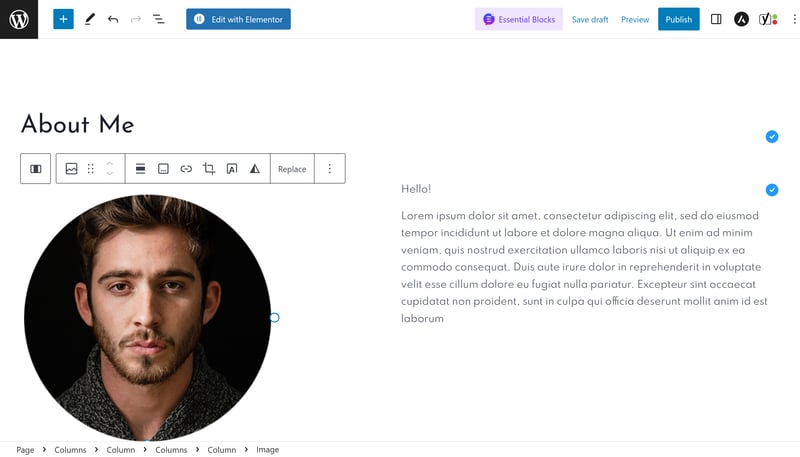 Edit with Elementor
Essential Blocks
Save draft
Preview
Publish
About Me
Replace
Hello!
Lorem ipsum dolor sit amet, consectetur adipiscing elit, sed do eiusmod
tempor incididunt ut labore et dolore magna aliqua. Ut enim ad minim
veniam, quis nostrud exercitation ullamco laboris nisi ut aliquip ex ea
commodo consequat. Duis aute irure dolor in reprehenderit in voluptate
velit esse cillum dolore eu fugiat nulla pariatur. Excepteur sint occaecat
cupidatat non proident, sunt in culpa qui officia deserunt mollit anim id est
laborum
Page > Columns > Column > Columns > Column > Image